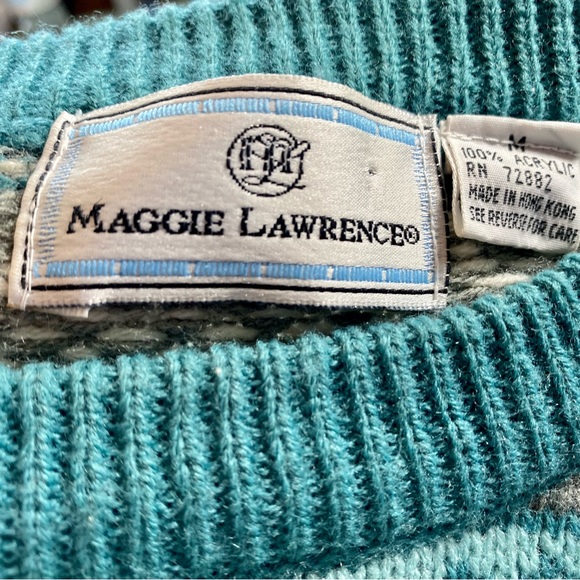 MAGGIE LAWRENCE®
M
100% ACRYLIC
RN 72882
MADE IN HONG KONG
SEE REVERSE FOR CARE